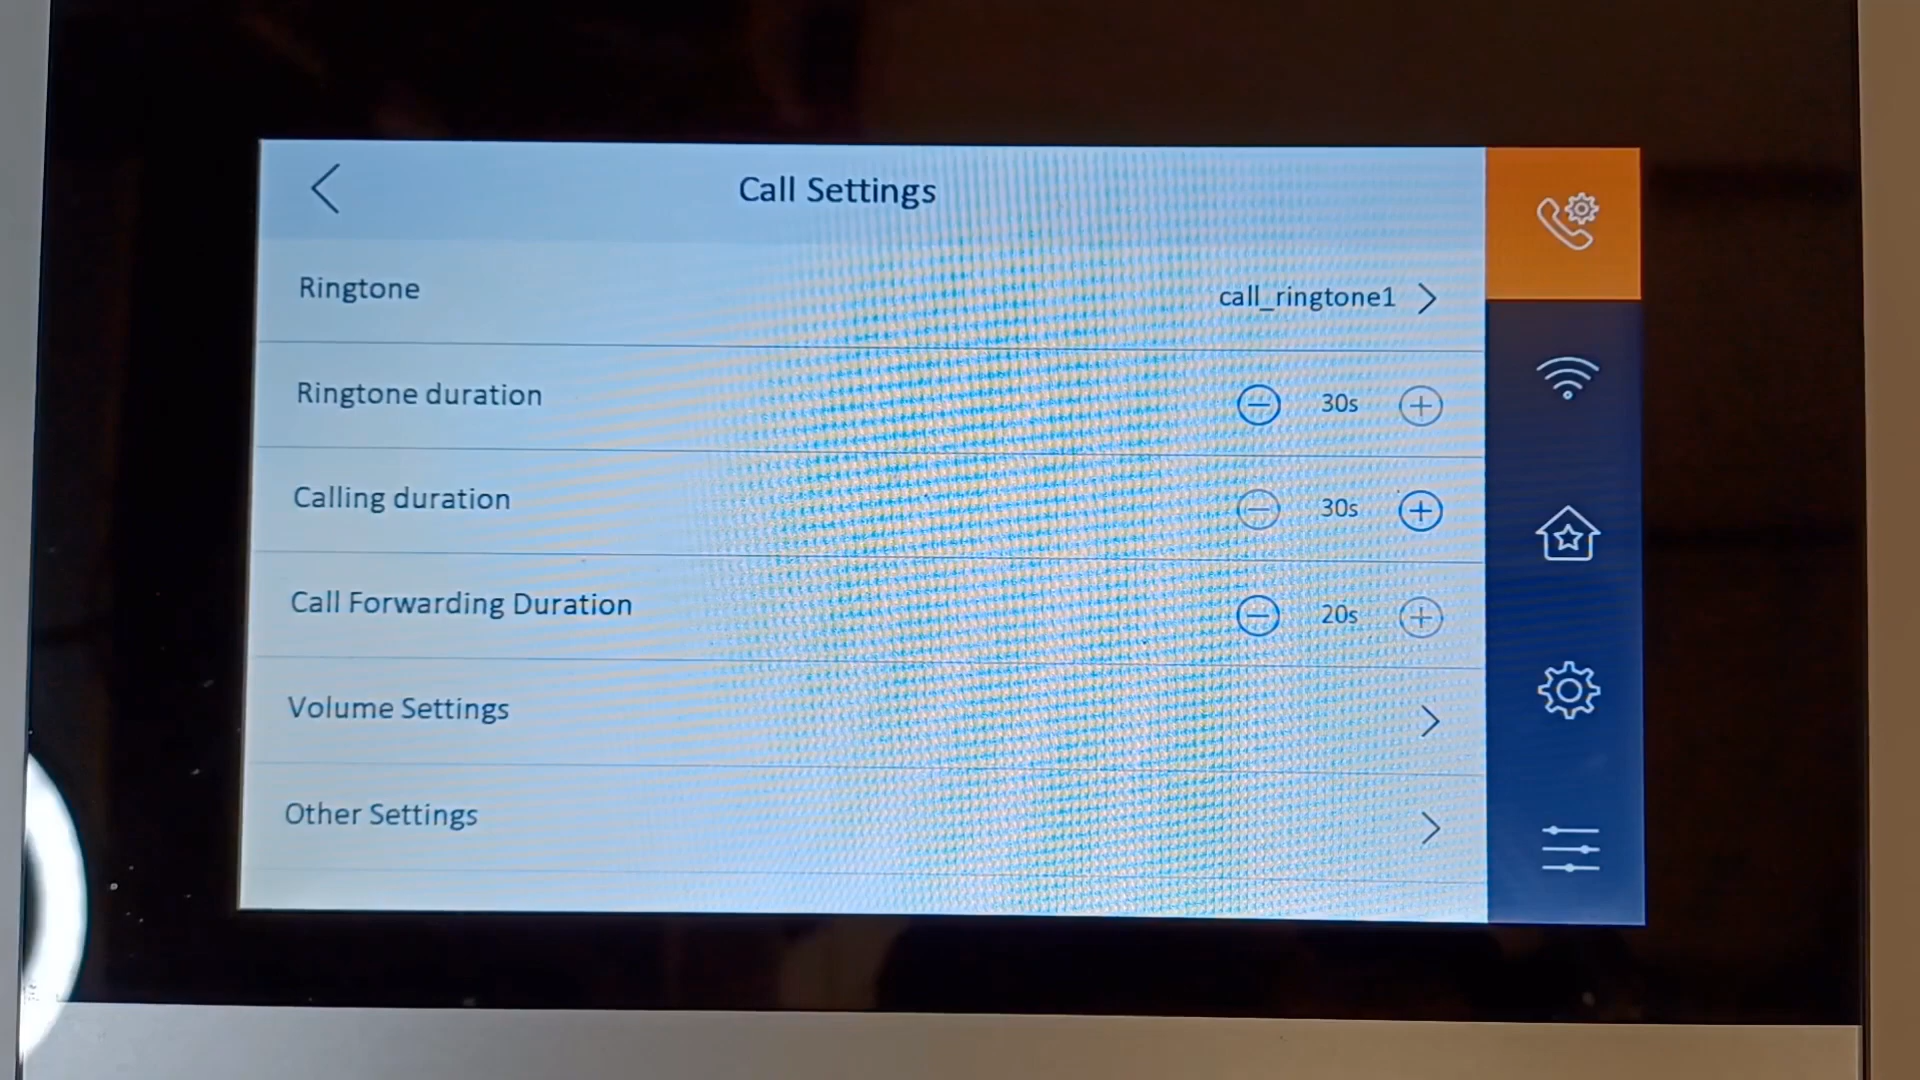 Call Settings
Ringtone call_ringtone1
Ringtone duration 30s
Calling duration 30s
Call Forwarding Duration 20s
Volume Settings
Other Settings